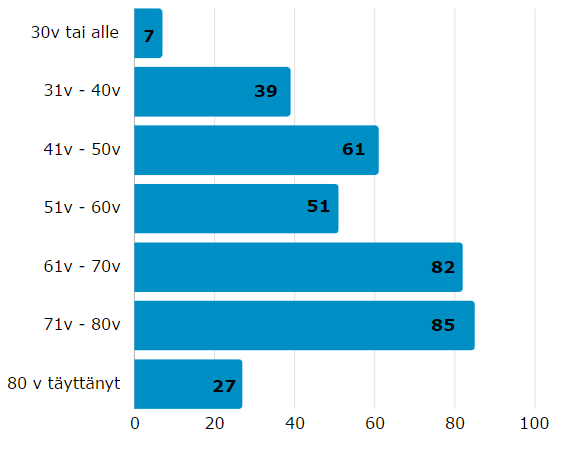 30v tai alle 7
31v - 40v 39
41v - 50v 61
51v - 60v 51
61v - 70v 82
71v - 80v 85
80 v täyttänyt 27
0 20 40 60 80 100